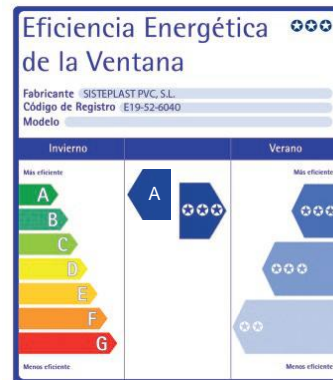 Eficiencia Energética
de la Ventana
Fabricante SISTEPLAST PVC, S.L.
Código de Registro E19-52-6040
Modelo
Invierno Verano
Más eficiente Más eficiente
A
A
B
C
D
E
F
G
Menos eficiente Menos eficiente